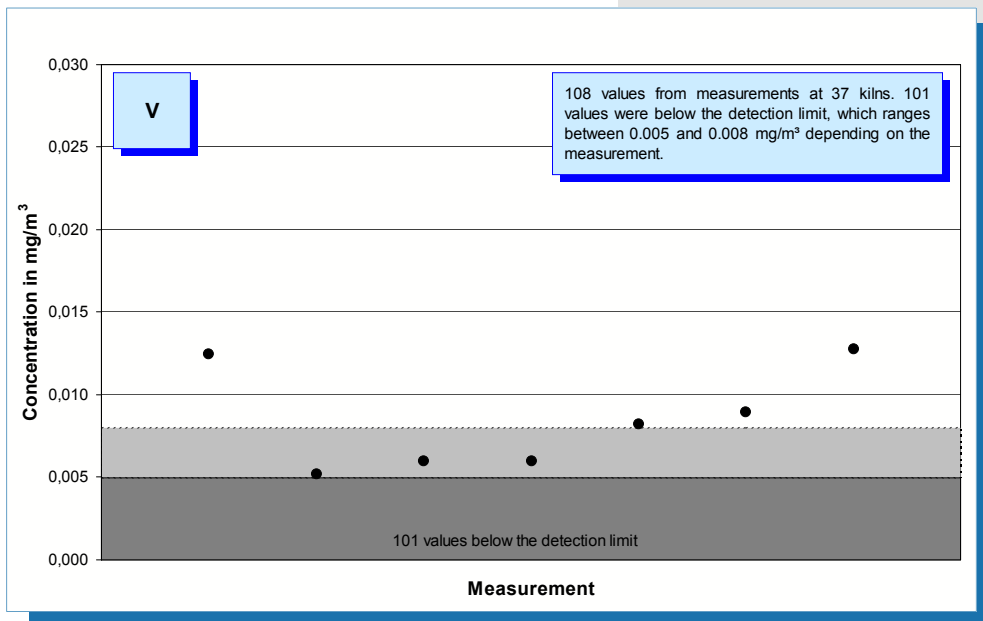 V
108 values from measurements at 37 kilns. 101
values were below the detection limit, which ranges
between 0.005 and 0.008 mg/m³ depending on the
measurement.
Concentration in mg/m³
0,030
0,025
0,020
0,015
0,010
0,005
0,000
101 values below the detection limit
Measurement